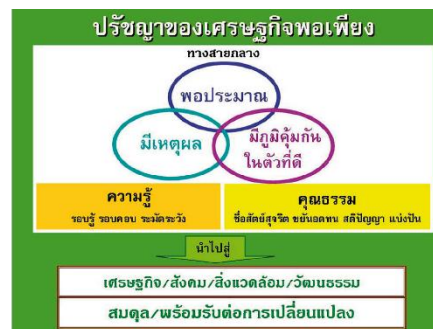 ปรัชญาของเศรษฐกิจพอเพียง
ทางสายกลาง
พอประมาณ
มีเหตุผล
มีภูมิคุ้มกัน
ในตัวที่ดี
ความรู้
รอบรู้ รอบคอบ ระมัดระวัง
คุณธรรม
ซื่อสัตย์สุจริต ขยันอดทน สติปัญญา แบ่งปัน
นำไปสู่
เศรษฐกิจ/สังคม/สิ่งแวดล้อม/วัฒนธรรม
สมดุล/พร้อมรับต่อการเปลี่ยนแปลง